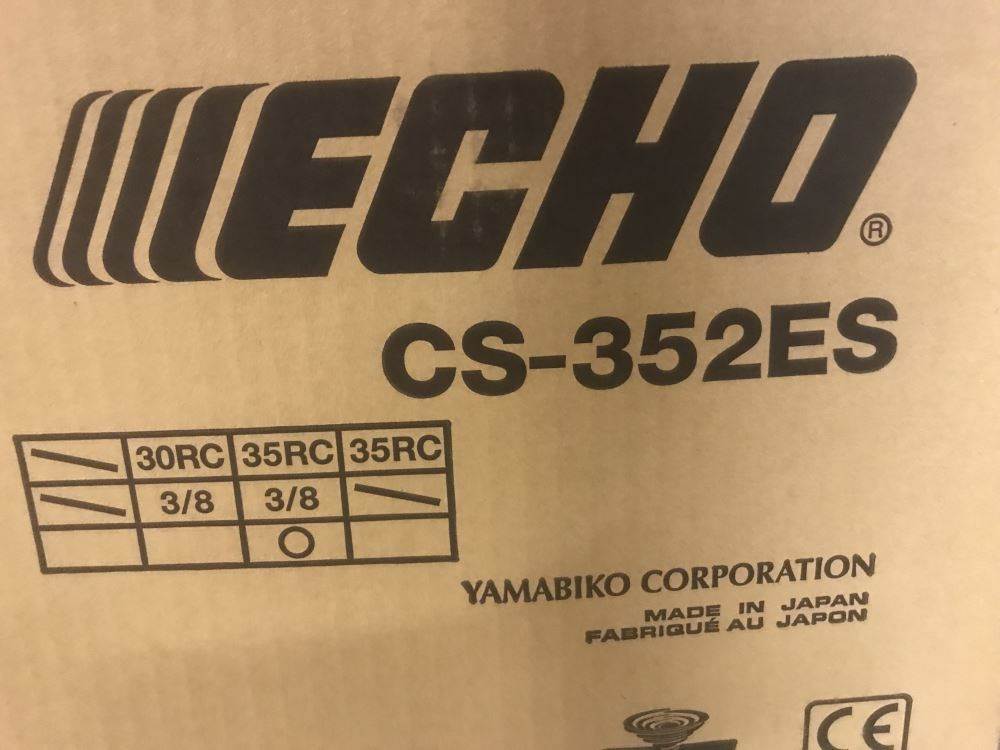 ECHO®
CS-352ES
30RC 35RC 35RC
3/8 3/8
YAMABIKO CORPORATION
MADE IN JAPAN
FABRIQUÉ AU JAPON
CE